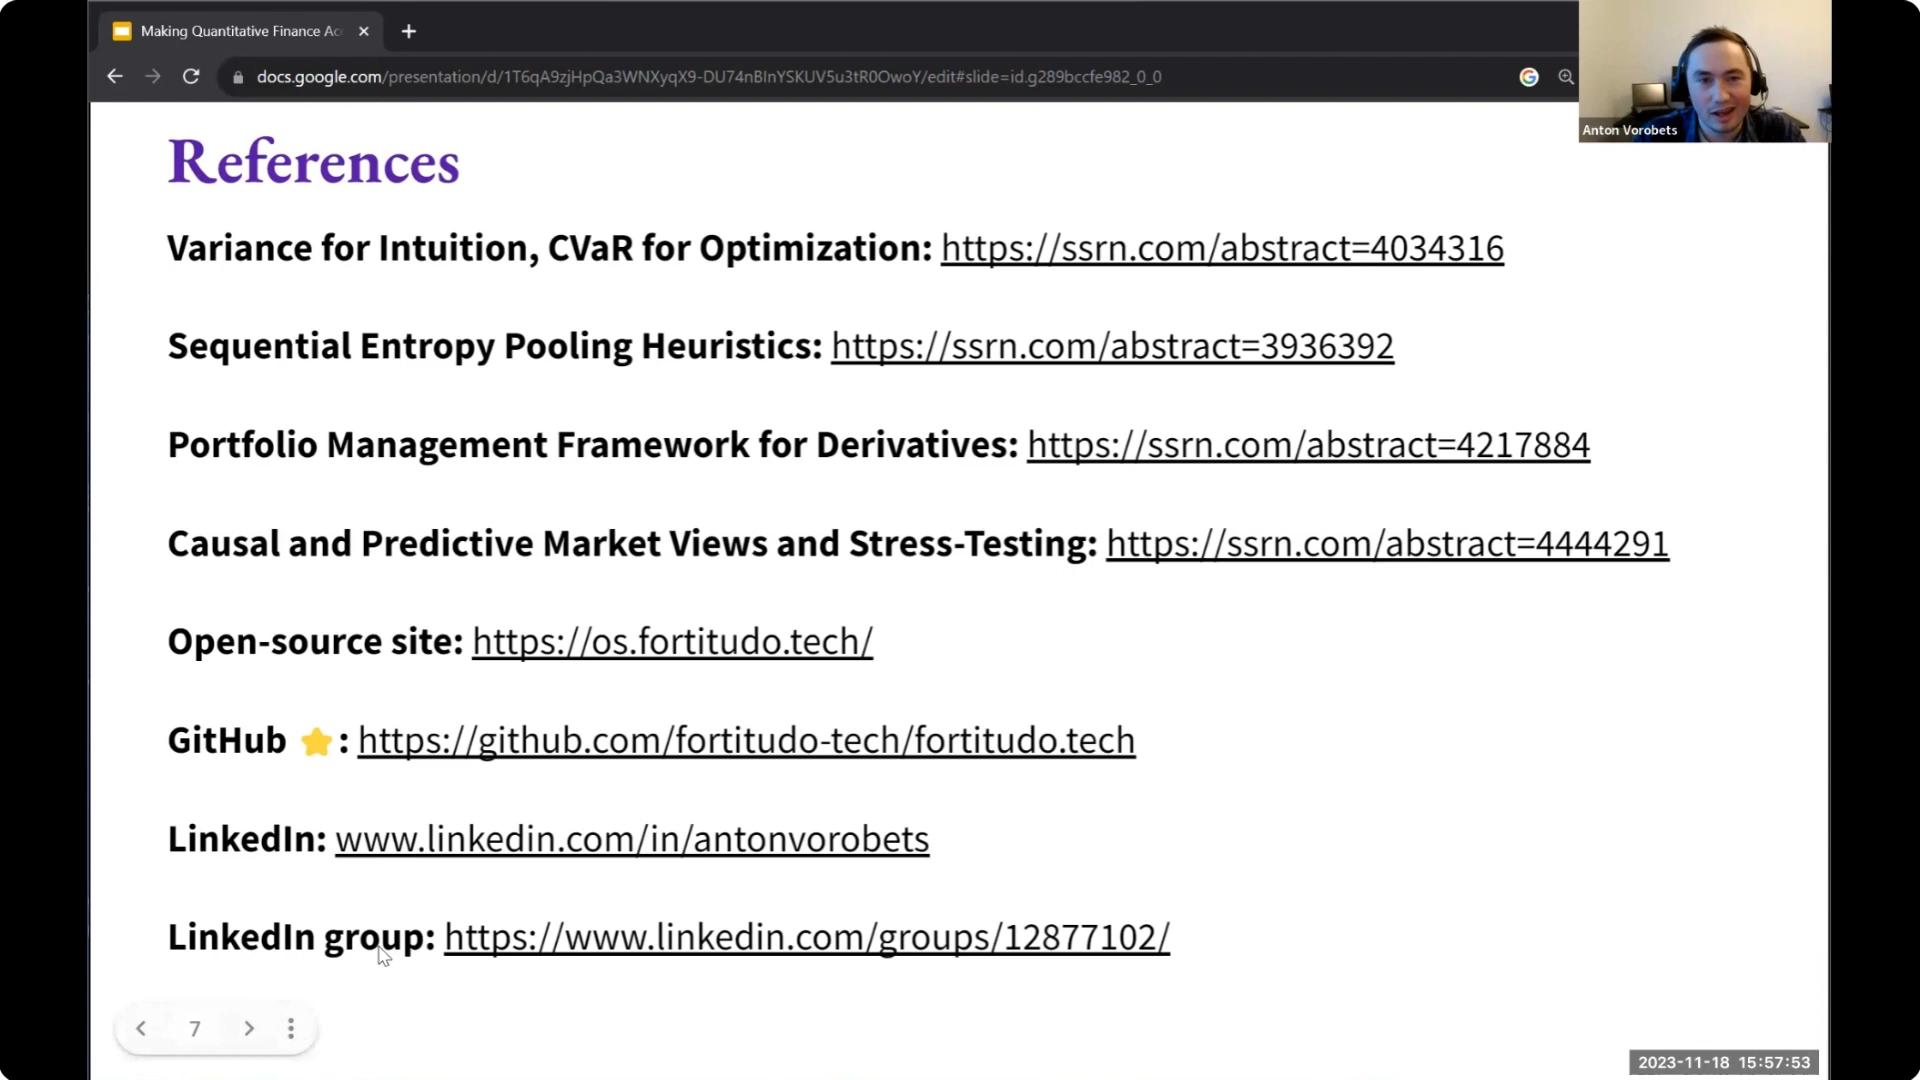 Making Quantitative Finance Ac
docs.google.com/presentation/d/1T6qA9zjHpQa3WNXyqX9-DU74nBInYSKUV5u3tR0OwoY/edit#slide=id.g289bccfe982_0_0
Anton Vorobets
References
Variance for Intuition, CVaR for Optimization: https://ssrn.com/abstract=4034316
Sequential Entropy Pooling Heuristics: https://ssrn.com/abstract=3936392
Portfolio Management Framework for Derivatives: https://ssrn.com/abstract=4217884
Causal and Predictive Market Views and Stress-Testing: https://ssrn.com/abstract=4444291
Open-source site: https://os.fortitudo.tech/
GitHub ⭐: https://github.com/fortitudo-tech/fortitudo.tech
LinkedIn: www.linkedin.com/in/antonvorobets
LinkedIn group: https://www.linkedin.com/groups/12877102/
7
2023-11-18 15:57:53